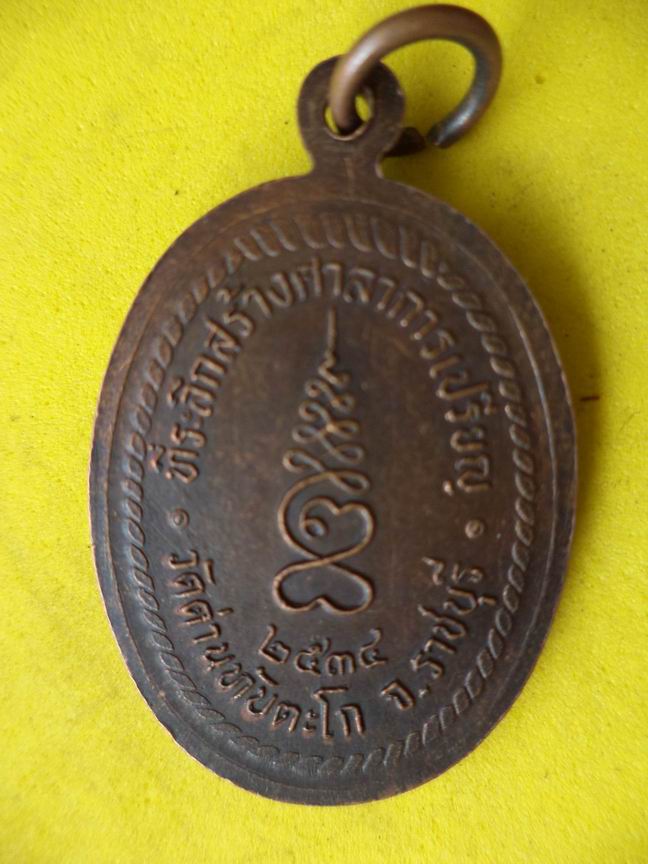 ที่ระลึกสร้างศาลาการเปรียญ
๒๕๓๔
วัดด่านทับตะโก จ.ราชบุรี